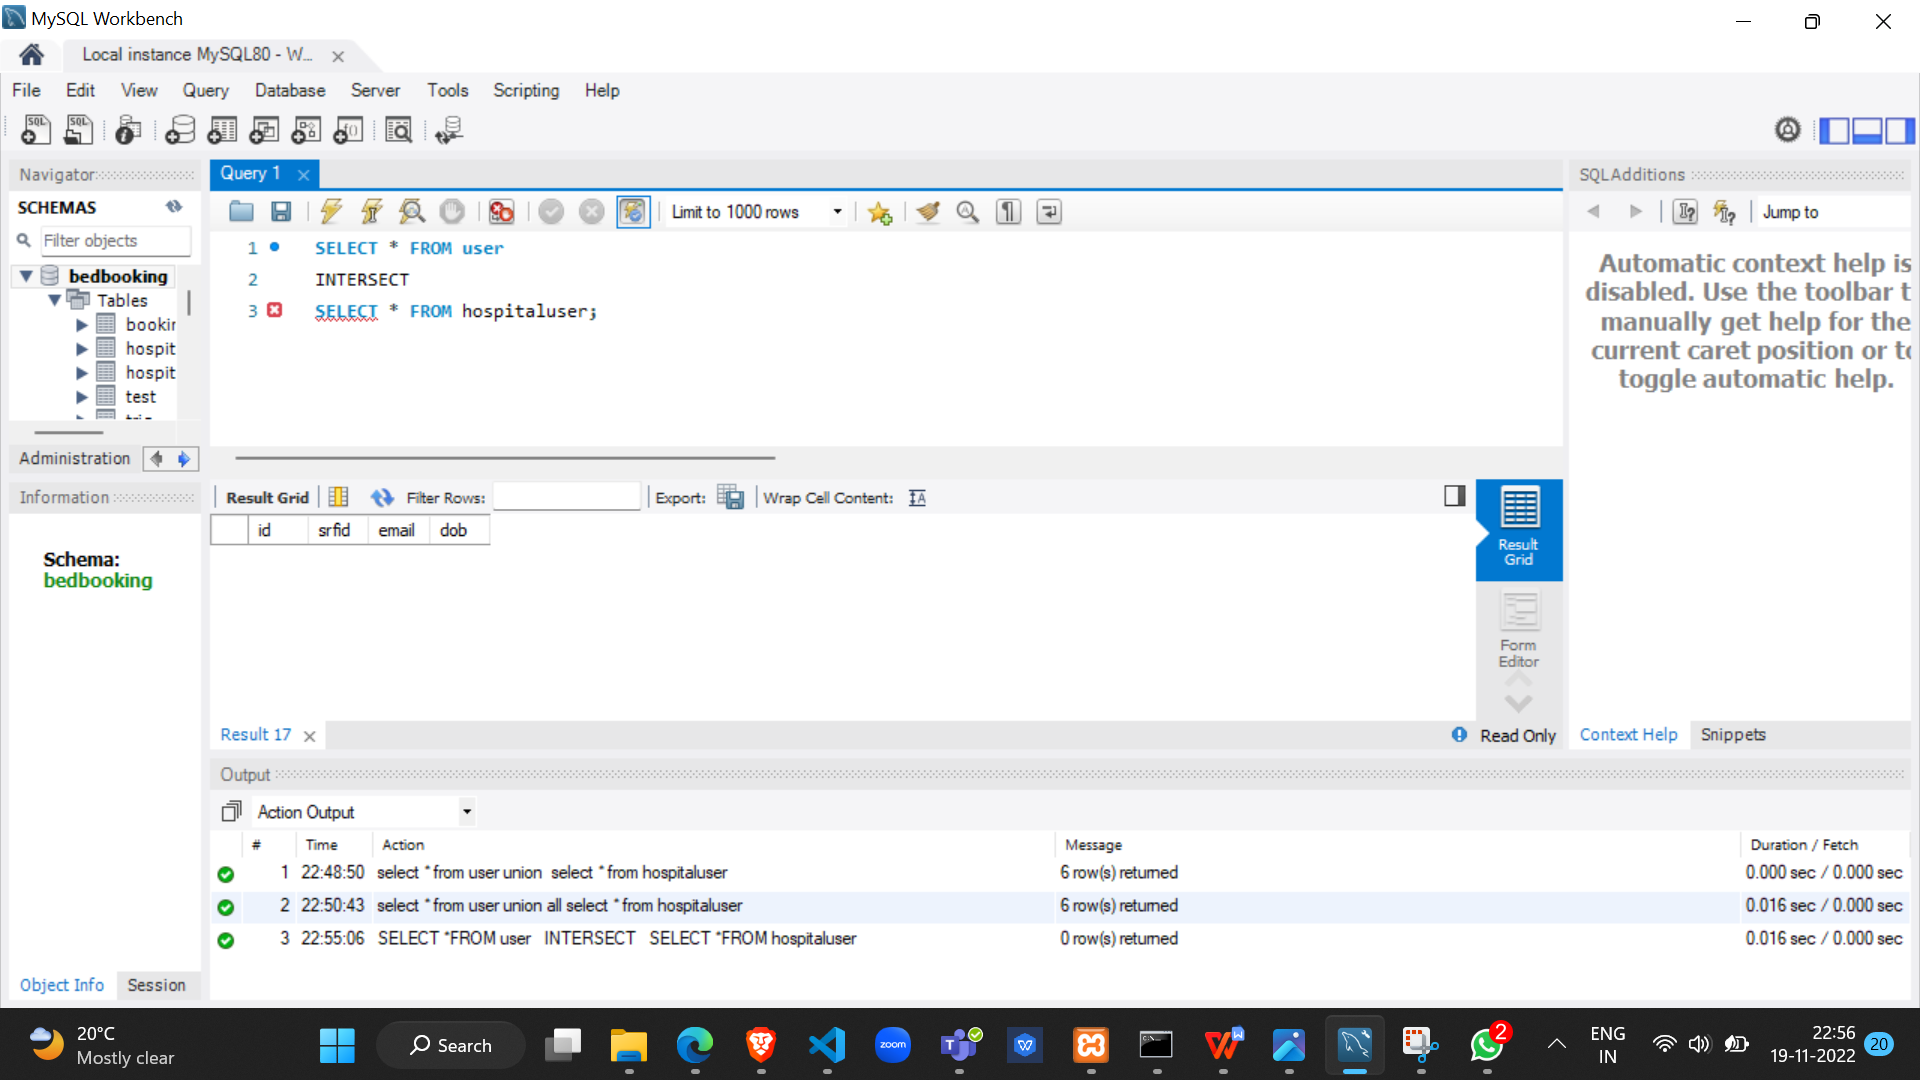 MySQL Workbench
Local instance MySQL80 - W...
File Edit View Query Database Server Tools Scripting Help
Navigator
SCHEMAS
Filter objects
bedbooking
Tables
bookir
hospit
hospit
test
Administration
Information
Schema:
bedbooking
Object Info Session
Query 1
Limit to 1000 rows
1 SELECT * FROM user
2 INTERSECT
3 SELECT * FROM hospitaluser;
Result Grid Filter Rows: Export: Wrap Cell Content:
id srfid email dob
Result
Grid
Form
Editor
Result 17
Read Only
SQLAdditions
Jump to
Automatic context help is
disabled. Use the toolbar t
manually get help for the
current caret position or to
toggle automatic help.
Context Help Snippets
Output
Action Output
# Time Action Message Duration / Fetch
1 22:48:50 select * from user union select * from hospitaluser 6 row(s) returned 0.000 sec / 0.000 sec
2 22:50:43 select * from user union all select * from hospitaluser 6 row(s) returned 0.016 sec / 0.000 sec
3 22:55:06 SELECT *FROM user INTERSECT SELECT *FROM hospitaluser 0 row(s) returned 0.016 sec / 0.000 sec
20°C
Mostly clear
Search
zoom
2
ENG
IN
22:56
19-11-2022
20